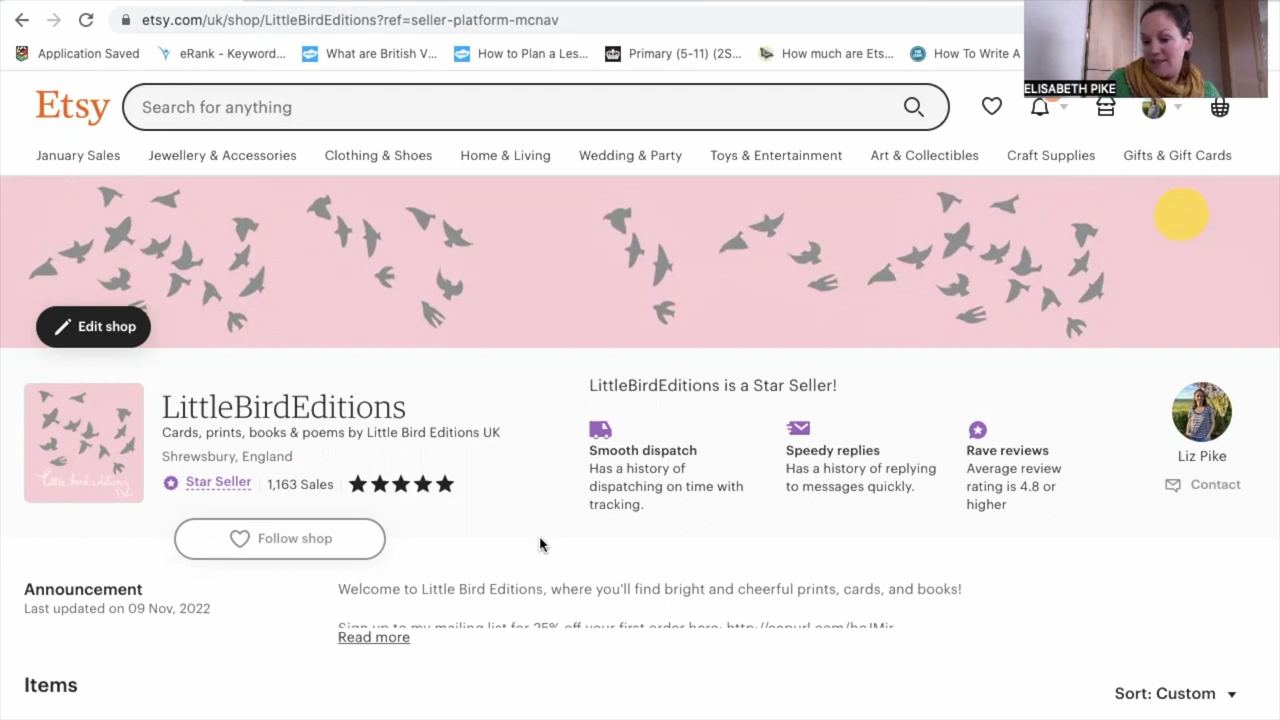 etsy.com/uk/shop/LittleBirdEditions?ref=seller-platform-mcnav
Application Saved
eRank - Keyword...
What are British V...
How to Plan a Les...
Primary (5-11) (2S...
How much are Ets...
How To Write A
ELISABETH PIKE
Etsy
Search for anything
January Sales
Jewellery & Accessories
Clothing & Shoes
Home & Living
Wedding & Party
Toys & Entertainment
Art & Collectibles
Craft Supplies
Gifts & Gift Cards
Edit shop
little bird editions
LittleBirdEditions
Cards, prints, books & poems by Little Bird Editions UK
Shrewsbury, England
Star Seller
1,163 Sales
Follow shop
LittleBirdEditions is a Star Seller!
Smooth dispatch
Has a history of
dispatching on time with
tracking.
Speedy replies
Has a history of replying
to messages quickly.
Rave reviews
Average review
rating is 4.8 or
higher
Liz Pike
Contact
Announcement
Last updated on 09 Nov, 2022
Welcome to Little Bird Editions, where you'll find bright and cheerful prints, cards, and books!
Sign up to my mailing list for 25% off your first order here:
Read more
Items
Sort: Custom